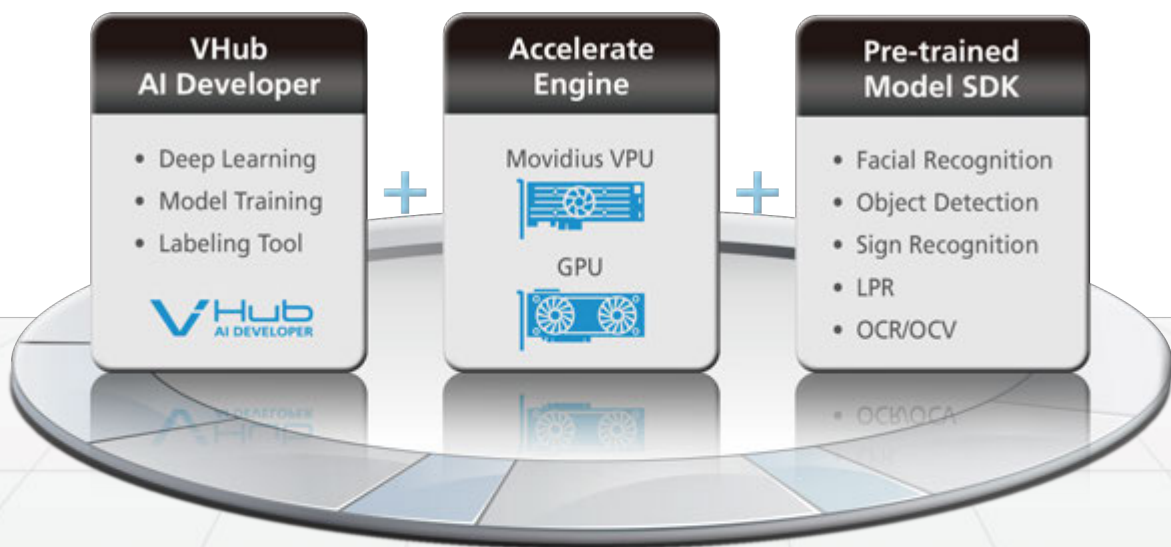 VHub
AI Developer
• Deep Learning
• Model Training
• Labeling Tool
VHub
AI DEVELOPER
+
Accelerate
Engine
Movidius VPU
GPU
+
Pre-trained
Model SDK
• Facial Recognition
• Object Detection
• Sign Recognition
• LPR
• OCR/OCV